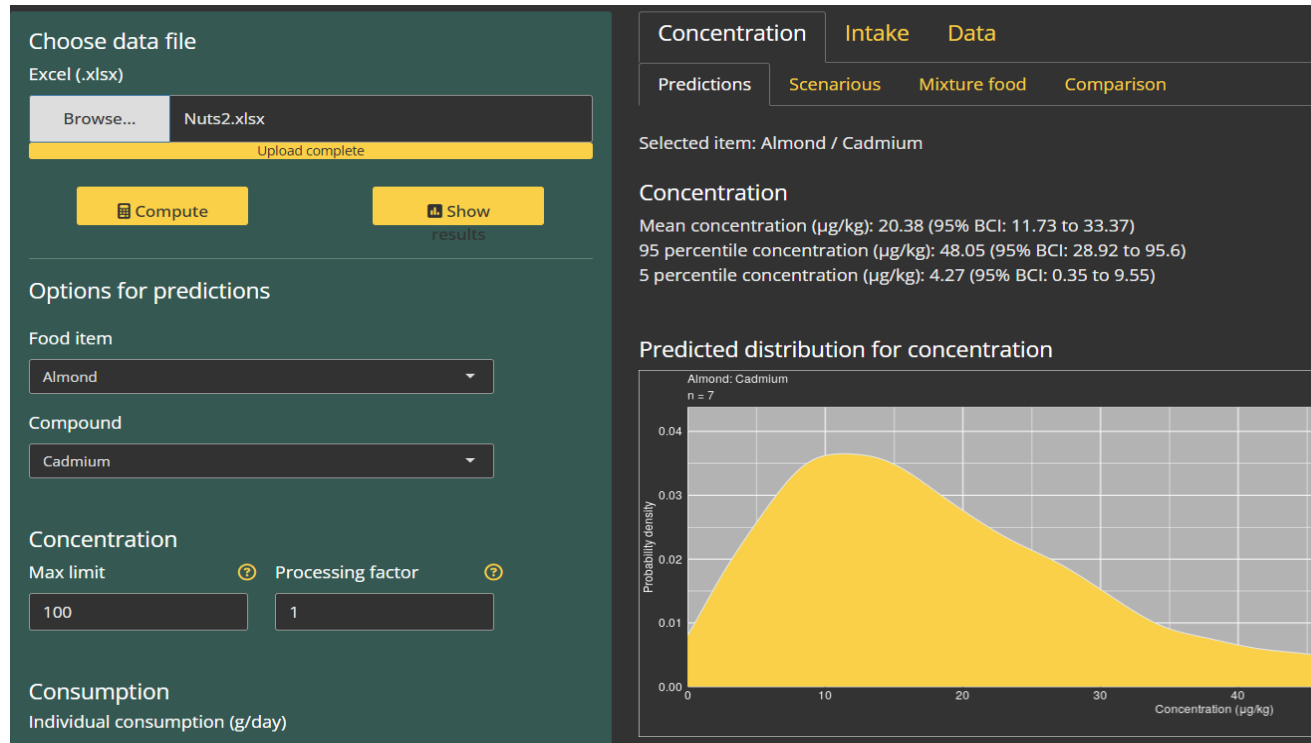 Choose data file
Excel (.xlsx)
Browse...
Nuts2.xlsx
Upload complete
Compute
Show
results
Options for predictions
Food item
Almond
Compound
Cadmium
Concentration
Max limit
Processing factor
100
1
Consumption
Individual consumption (g/day)
Concentration
Intake
Data
Predictions
Scenarious
Mixture food
Comparison
Selected item: Almond / Cadmium
Concentration
Mean concentration (µg/kg): 20.38 (95% BCI: 11.73 to 33.37)
95 percentile concentration (µg/kg): 48.05 (95% BCI: 28.92 to 95.6)
5 percentile concentration (µg/kg): 4.27 (95% BCI: 0.35 to 9.55)
Predicted distribution for concentration
Almond: Cadmium
n = 7
Probability density
0.04
0.03
0.02
0.01
0.00
0
10
20
30
40
Concentration (µg/kg)